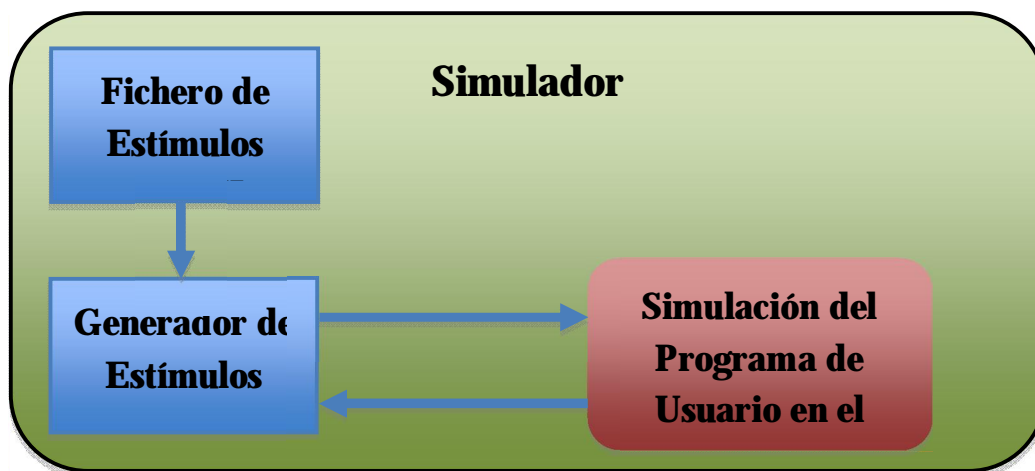 Fichero de
Estímulos
Simulador
Generador de
Estímulos
Simulación del
Programa de
Usuario en el